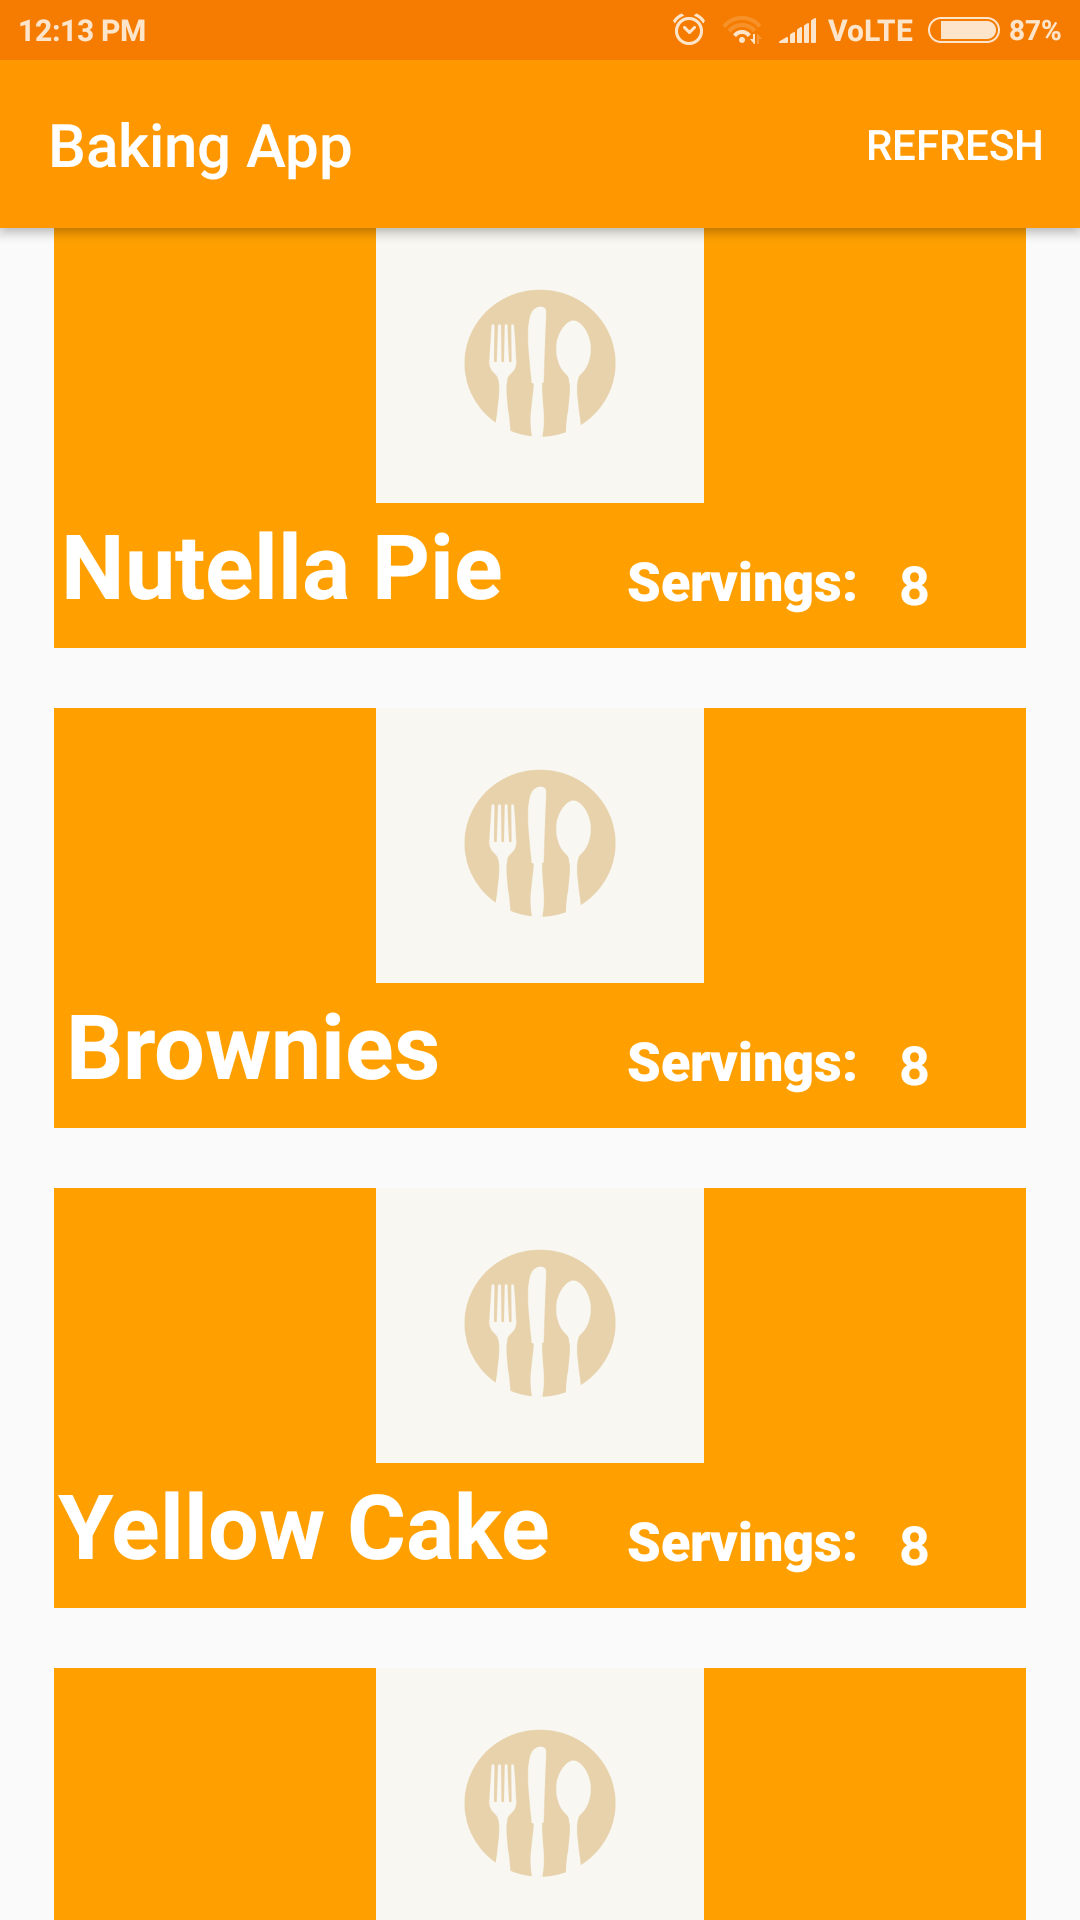 12:13 PM VoLTE 87%
Baking App REFRESH
Nutella Pie Servings: 8
Brownies Servings: 8
Yellow Cake Servings: 8